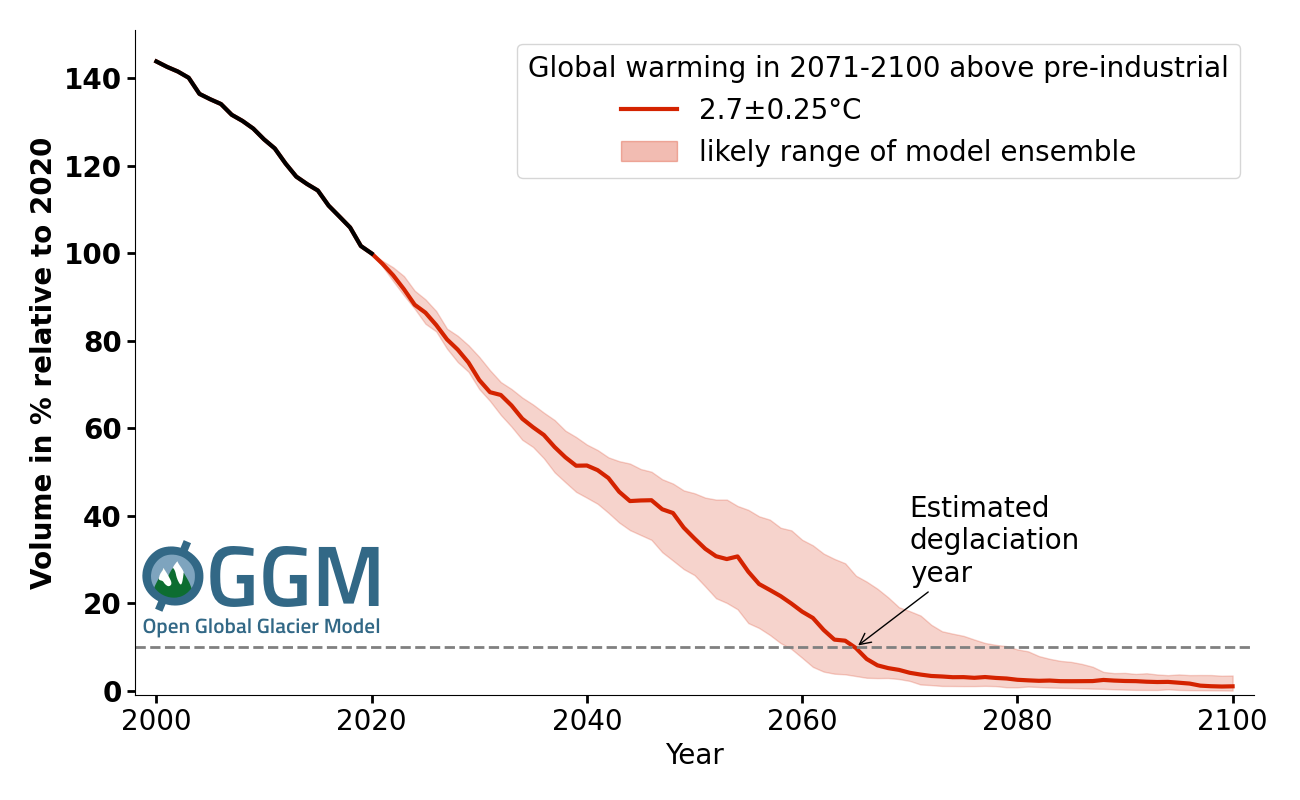 Global warming in 2071-2100 above pre-industrial
2.7±0.25°C
likely range of model ensemble
Volume in % relative to 2020
140
120
100
80
60
40
20
0
Estimated
deglaciation
year
OGGM
Open Global Glacier Model
2000
2020
2040
2060
2080
2100
Year